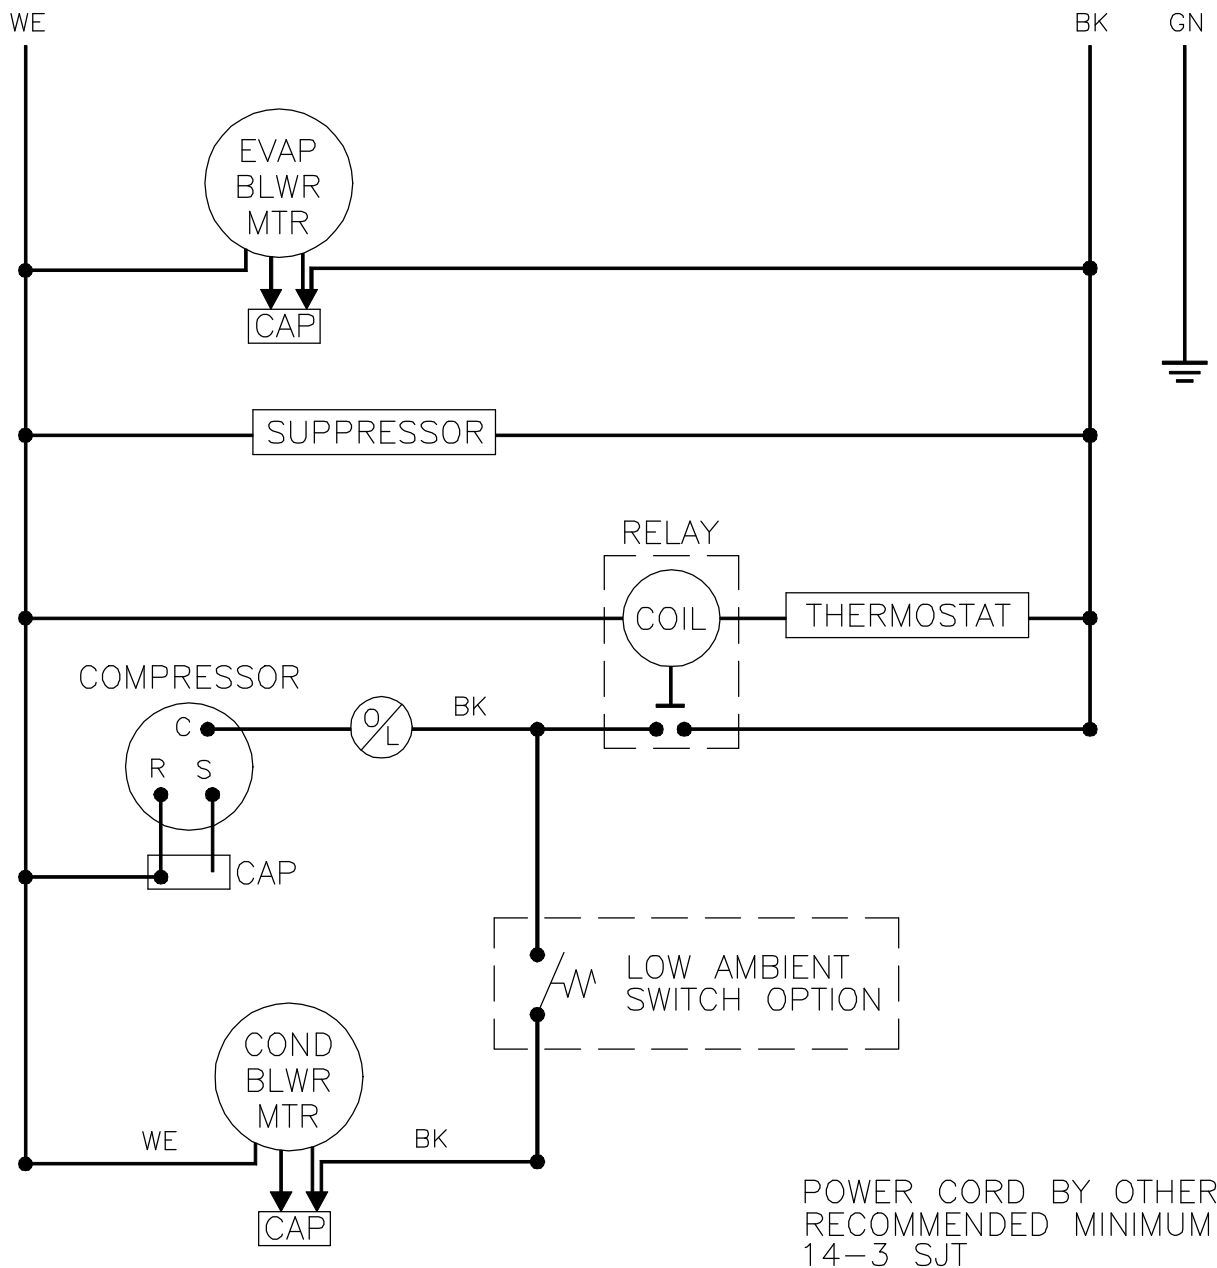 WE
BK
GN
EVAP
BLWR
MTR
CAP
SUPPRESSOR
RELAY
COIL
THERMOSTAT
COMPRESSOR
C
O/L
BK
R
S
CAP
LOW AMBIENT
SWITCH OPTION
COND
BLWR
MTR
WE
BK
CAP
POWER CORD BY OTHER
RECOMMENDED MINIMUM
14-3 SJT